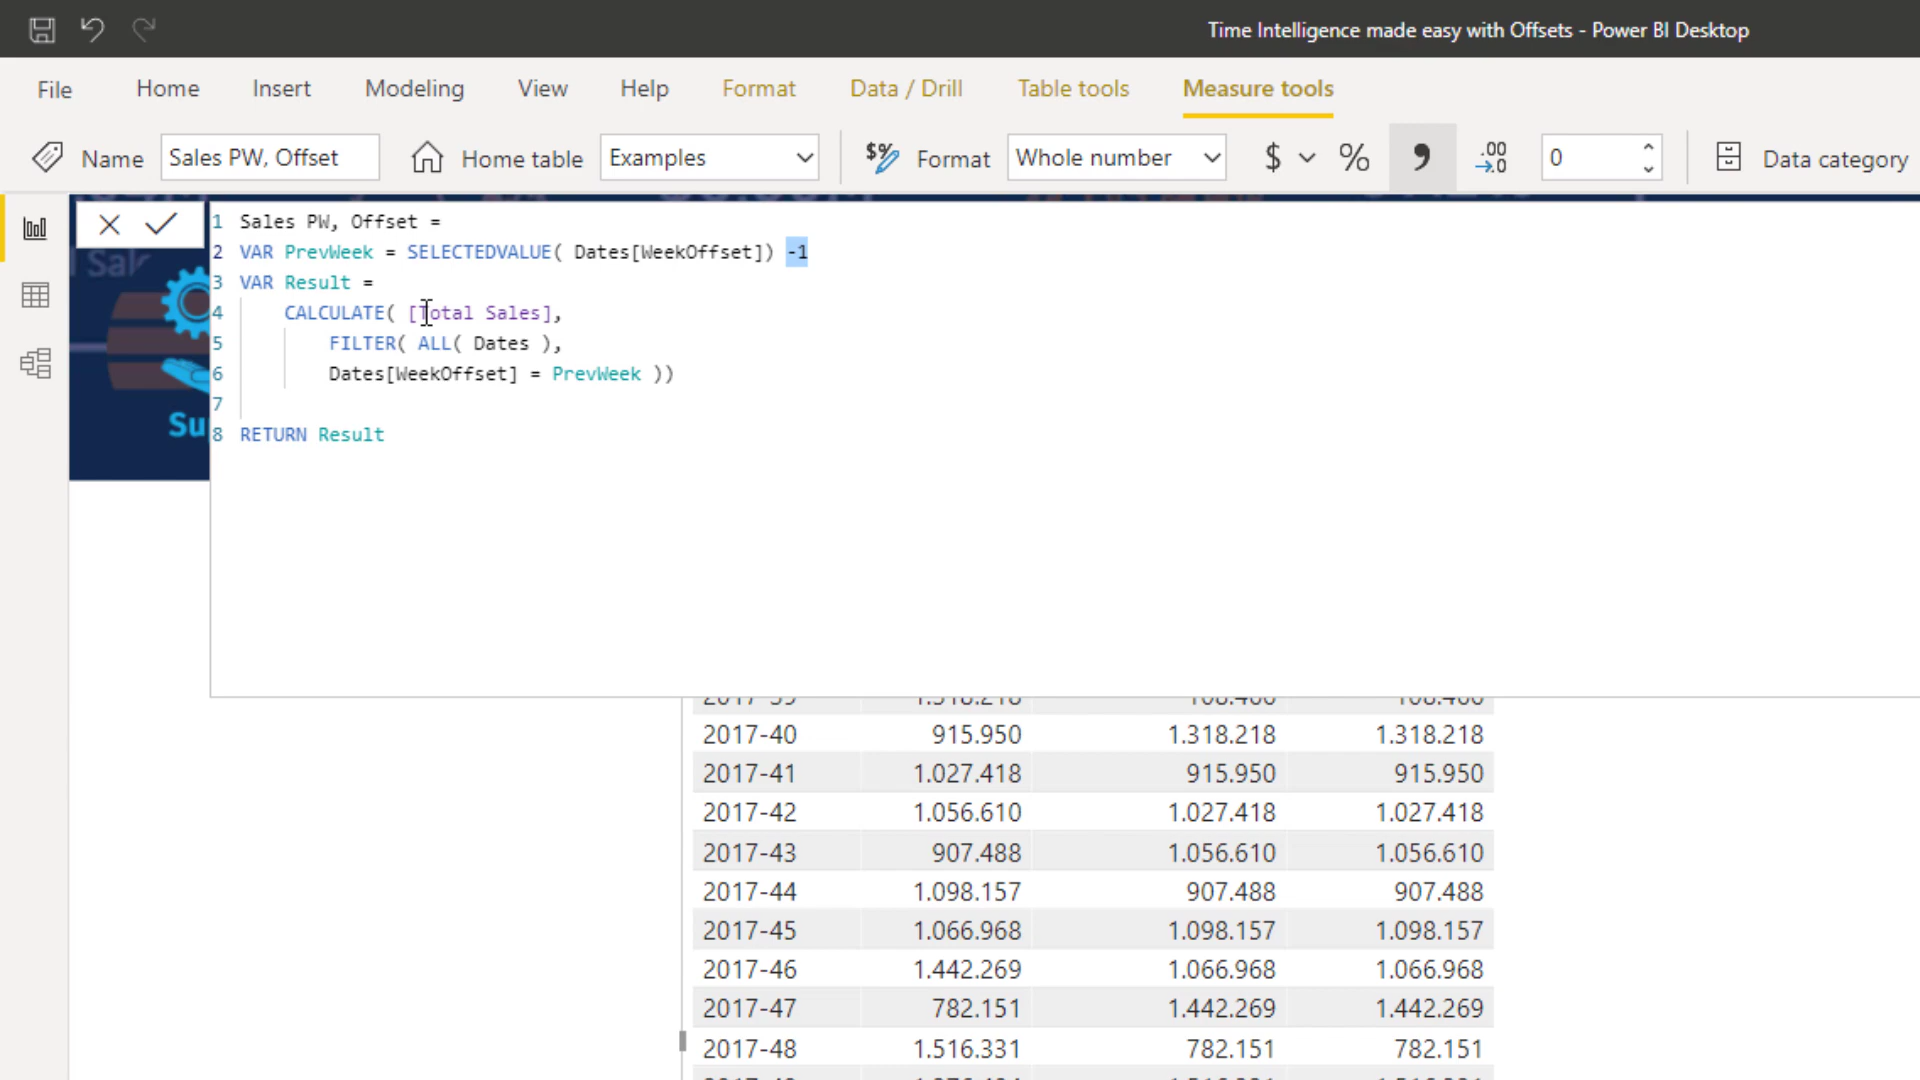 Time Intelligence made easy with Offsets - Power BI Desktop
File Home Insert Modeling View Help Format Data / Drill Table tools Measure tools
Name Sales PW, Offset Home table Examples $% Format Whole number $ % , .00 →.0 0 Data category
1 Sales PW, Offset =
2 VAR PrevWeek = SELECTEDVALUE( Dates[WeekOffset]) -1
3 VAR Result =
4 CALCULATE( [Total Sales],
5 FILTER( ALL( Dates ),
6 Dates[WeekOffset] = PrevWeek ))
7
8 RETURN Result
Su
2017-39 1.318.218
2017-40 915.950 1.318.218 1.318.218
2017-41 1.027.418 915.950 915.950
2017-42 1.056.610 1.027.418 1.027.418
2017-43 907.488 1.056.610 1.056.610
2017-44 1.098.157 907.488 907.488
2017-45 1.066.968 1.098.157 1.098.157
2017-46 1.442.269 1.066.968 1.066.968
2017-47 782.151 1.442.269 1.442.269
2017-48 1.516.331 782.151 782.151